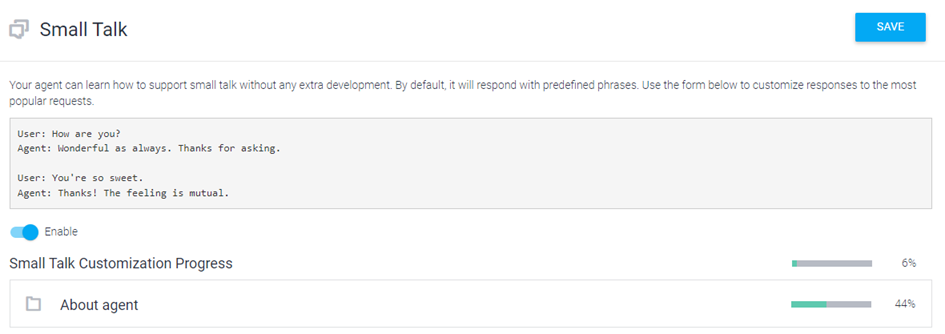 Small Talk
SAVE
Your agent can learn how to support small talk without any extra development. By default, it will respond with predefined phrases. Use the form below to customize responses to the most
popular requests.
User: How are you?
Agent: Wonderful as always. Thanks for asking.
User: You're so sweet.
Agent: Thanks! The feeling is mutual.
Enable
Small Talk Customization Progress 6%
About agent 44%